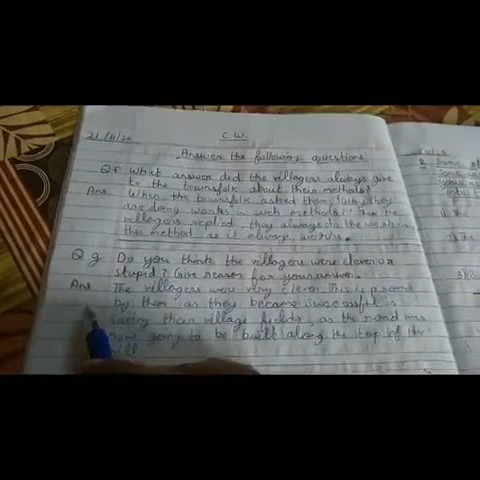 21/11/20
C.W.
Answer the following questions
Q f What answer did the villagers always give
to the townsfolk about their methods?
Ans. When the townsfolk asked them, why they
are doing works in such methods? Then the
villagers replied, they always do the work in
this method as it always works.
Q g Do you think the villagers were clever or
stupid? Give reason for your answer.
Ans The villagers were very clever. This is proved
by them as they became successful in
saving their village fields, as the road was
now going to be built along the top of the
hill